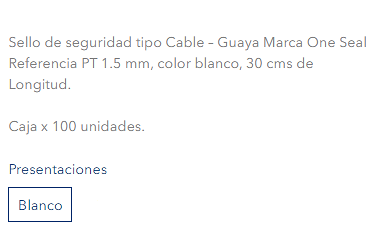 Sello de seguridad tipo Cable – Guaya Marca One Seal
Referencia PT 1.5 mm, color blanco, 30 cms de
Longitud.
Caja x 100 unidades.
Presentaciones
Blanco